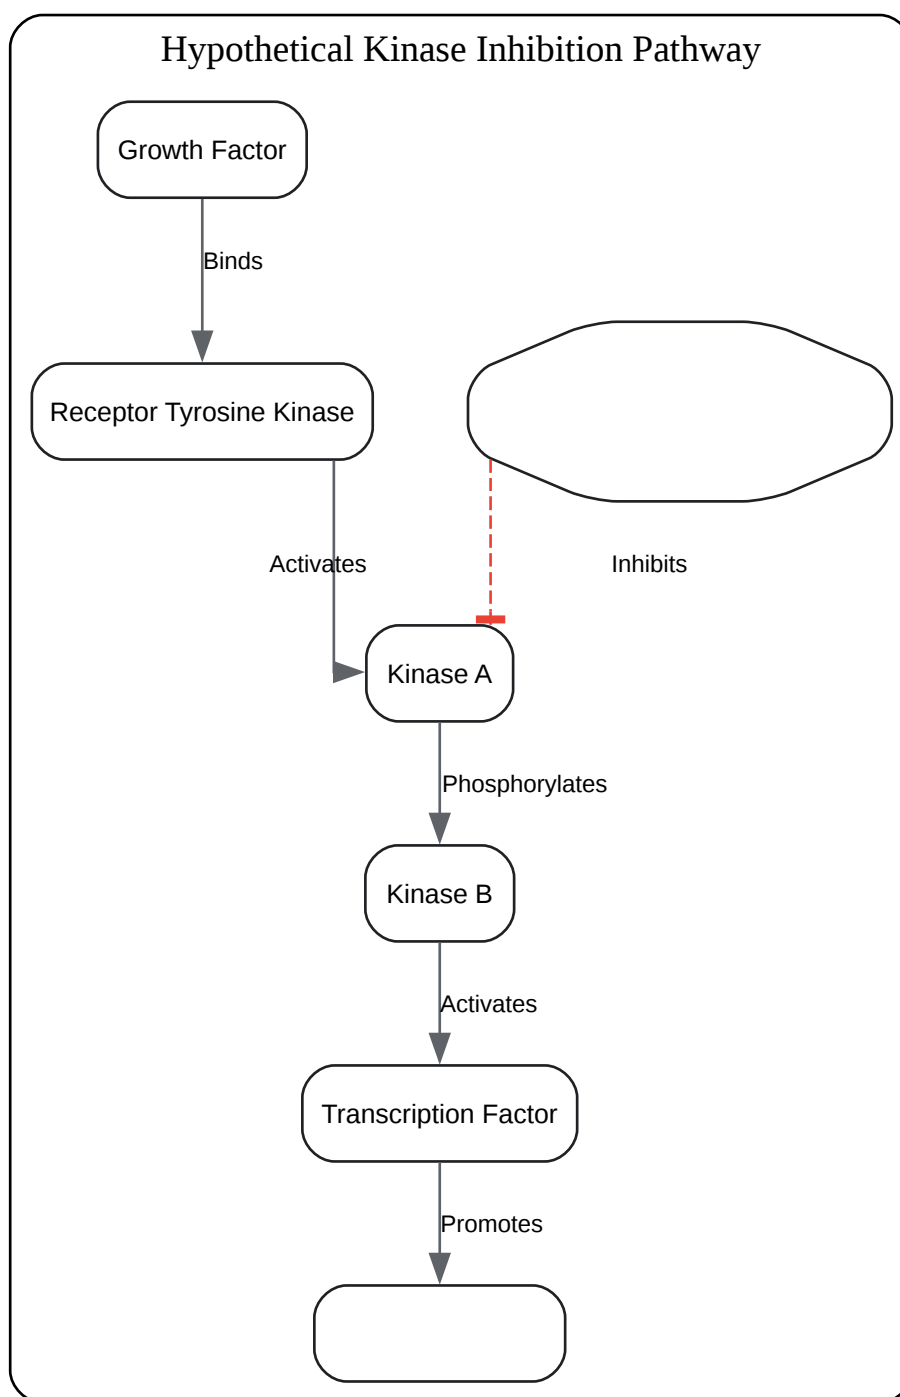 Hypothetical Kinase Inhibition Pathway
Growth Factor
Binds
Receptor Tyrosine Kinase
Activates
Inhibits
Kinase A
Phosphorylates
Kinase B
Activates
Transcription Factor
Promotes